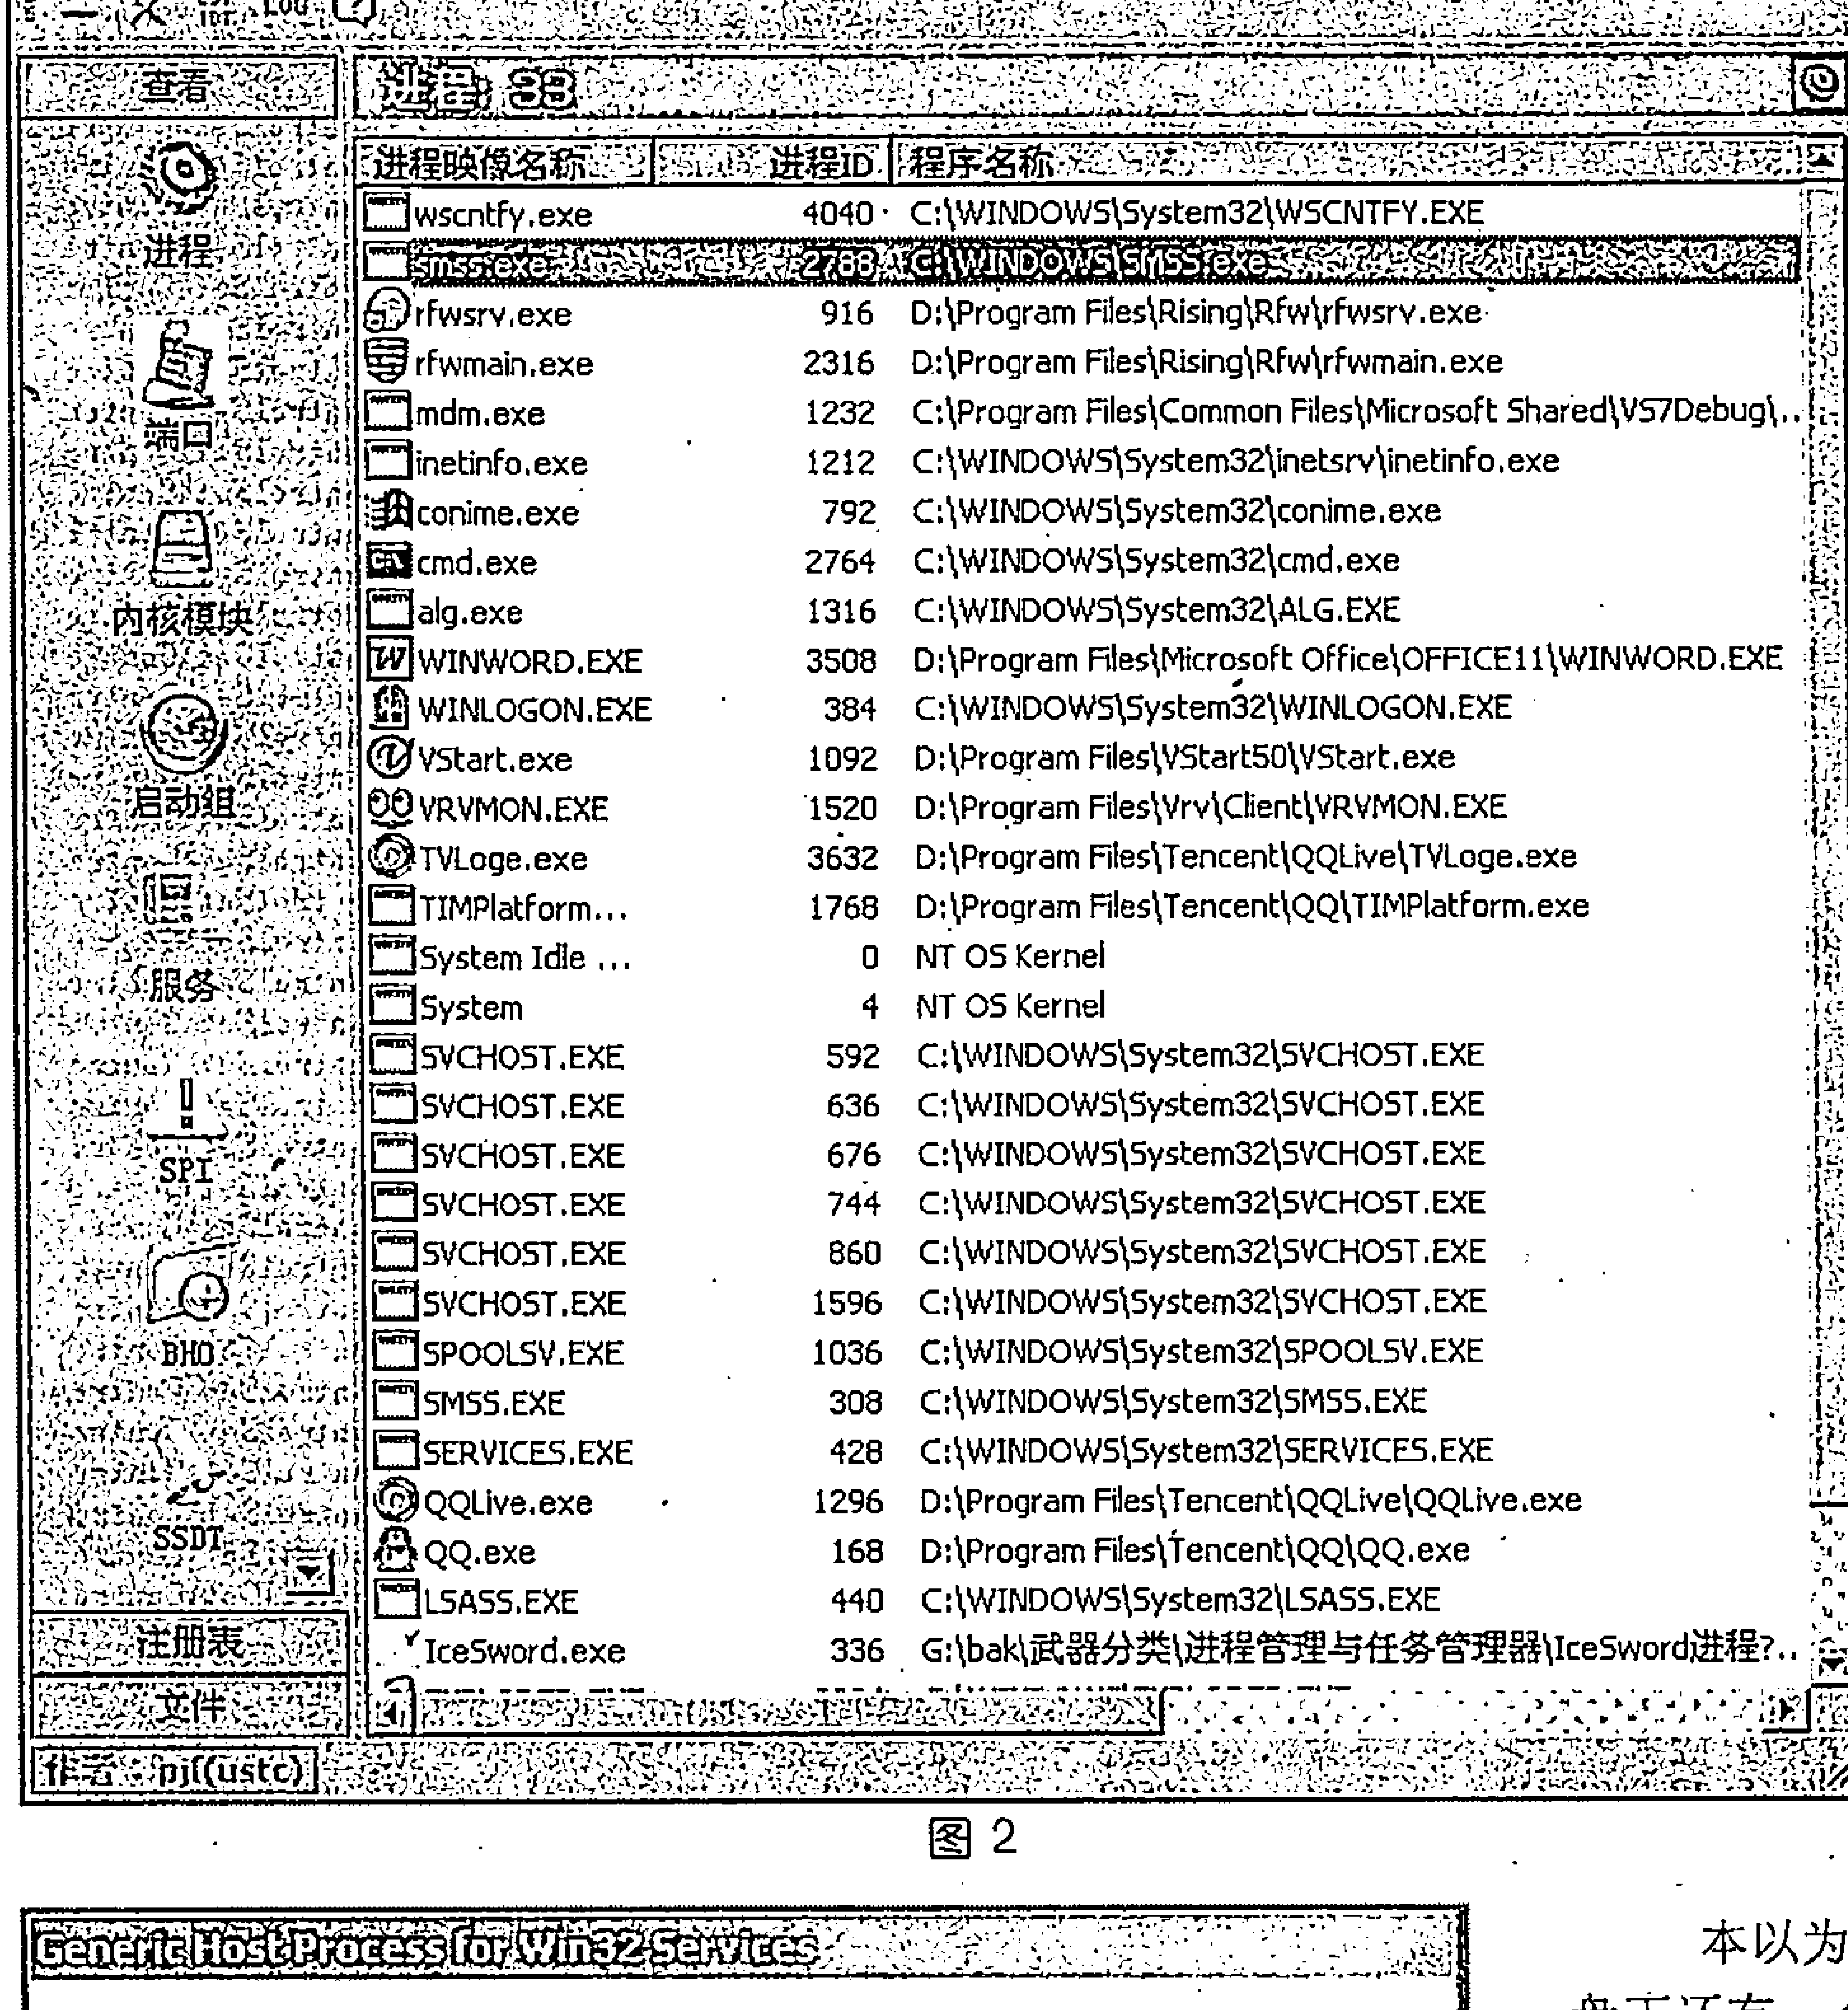 LOG
查看
进程: 33
进程映像名称 进程ID 程序名称
wscntfy.exe 4040 C:\WINDOWS\System32\WSCNTFY.EXE
smss.exe 2788 C:\WINDOWS\SMSS.exe
rfwsrv.exe 916 D:\Program Files\Rising\Rfw\rfwsrv.exe
rfwmain.exe 2316 D:\Program Files\Rising\Rfw\rfwmain.exe
mdm.exe 1232 C:\Program Files\Common Files\Microsoft Shared\VS7Debug\..
inetinfo.exe 1212 C:\WINDOWS\System32\inetsrv\inetinfo.exe
conime.exe 792 C:\WINDOWS\System32\conime.exe
cmd.exe 2764 C:\WINDOWS\System32\cmd.exe
alg.exe 1316 C:\WINDOWS\System32\ALG.EXE
WINWORD.EXE 3508 D:\Program Files\Microsoft Office\OFFICE11\WINWORD.EXE
WINLOGON.EXE 384 C:\WINDOWS\System32\WINLOGON.EXE
VStart.exe 1092 D:\Program Files\VStart50\VStart.exe
VRVMON.EXE 1520 D:\Program Files\Vrv\Client\VRVMON.EXE
TVLoge.exe 3632 D:\Program Files\Tencent\QQLive\TVLoge.exe
TIMPlatform... 1768 D:\Program Files\Tencent\QQ\TIMPlatform.exe
System Idle ... 0 NT OS Kernel
System 4 NT OS Kernel
SVCHOST.EXE 592 C:\WINDOWS\System32\SVCHOST.EXE
SVCHOST.EXE 636 C:\WINDOWS\System32\SVCHOST.EXE
SVCHOST.EXE 676 C:\WINDOWS\System32\SVCHOST.EXE
SVCHOST.EXE 744 C:\WINDOWS\System32\SVCHOST.EXE
SVCHOST.EXE 860 C:\WINDOWS\System32\SVCHOST.EXE
SVCHOST.EXE 1596 C:\WINDOWS\System32\SVCHOST.EXE
SPOOLSV.EXE 1036 C:\WINDOWS\System32\SPOOLSV.EXE
SMSS.EXE 308 C:\WINDOWS\System32\SMSS.EXE
SERVICES.EXE 428 C:\WINDOWS\System32\SERVICES.EXE
QQLive.exe 1296 D:\Program Files\Tencent\QQLive\QQLive.exe
QQ.exe 168 D:\Program Files\Tencent\QQ\QQ.exe
LSASS.EXE 440 C:\WINDOWS\System32\LSASS.EXE
IceSword.exe 336 G:\bak\武器分类\进程管理与任务管理器\IceSword进程?..
进程
端口
内核模块
启动组
服务
SPI
BHO
SSDT
注册表
文件
作者: pjf(ustc)
图 2
Generic Host Process for Win32 Services
本以为